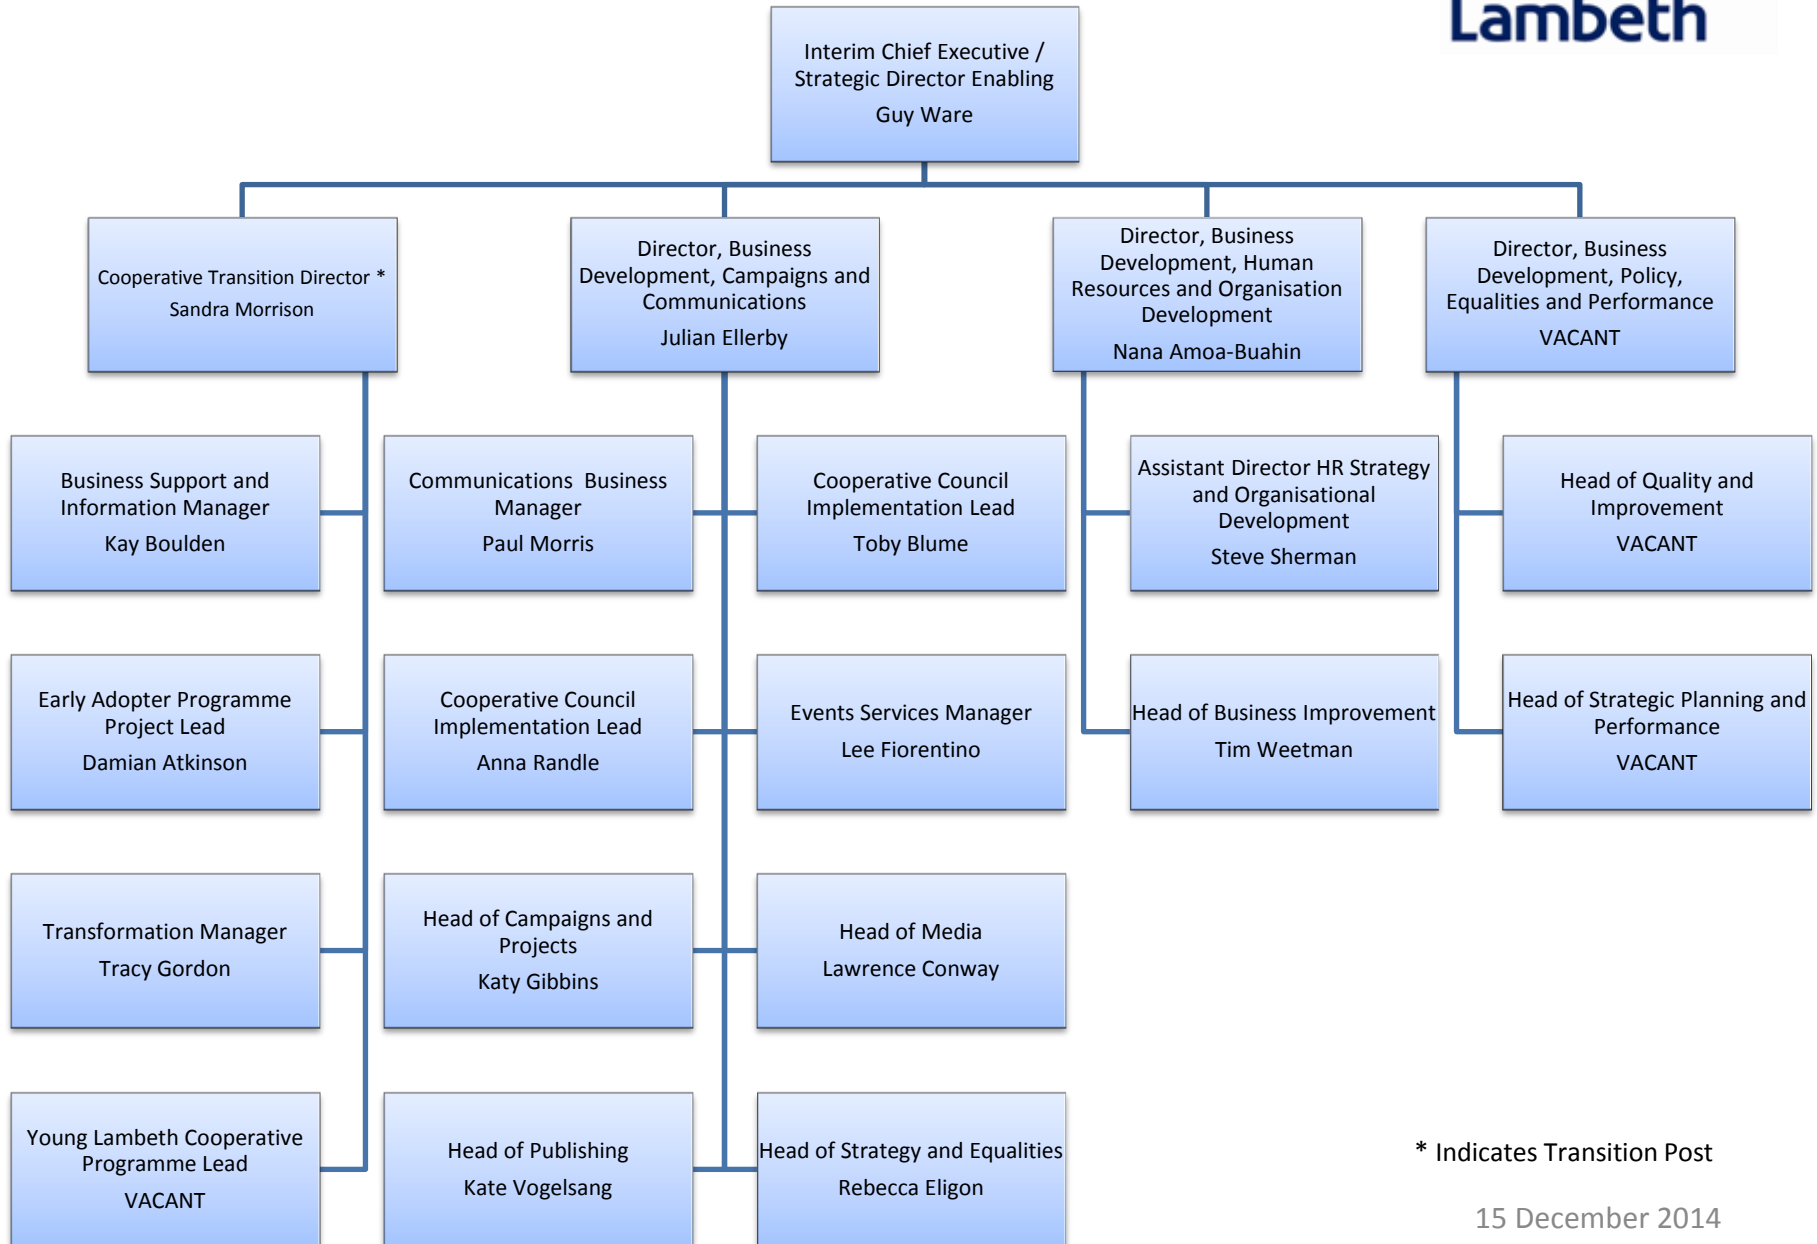 Lambeth
Interim Chief Executive /
Strategic Director Enabling
Guy Ware
Cooperative Transition Director *
Sandra Morrison
Director, Business
Development, Campaigns and
Communications
Julian Ellerby
Director, Business
Development, Human
Resources and Organisation
Development
Nana Amoa-Buahin
Director, Business
Development, Policy,
Equalities and Performance
VACANT
Business Support and
Information Manager
Kay Boulden
Communications  Business
Manager
Paul Morris
Cooperative Council
Implementation Lead
Toby Blume
Assistant Director HR Strategy
and Organisational
Development
Steve Sherman
Head of Quality and
Improvement
VACANT
Early Adopter Programme
Project Lead
Damian Atkinson
Cooperative Council
Implementation Lead
Anna Randle
Events Services Manager
Lee Fiorentino
Head of Business Improvement
Tim Weetman
Head of Strategic Planning and
Performance
VACANT
Transformation Manager
Tracy Gordon
Head of Campaigns and
Projects
Katy Gibbins
Head of Media
Lawrence Conway
Young Lambeth Cooperative
Programme Lead
VACANT
Head of Publishing
Kate Vogelsang
Head of Strategy and Equalities
Rebecca Eligon
* Indicates Transition Post
15 December 2014